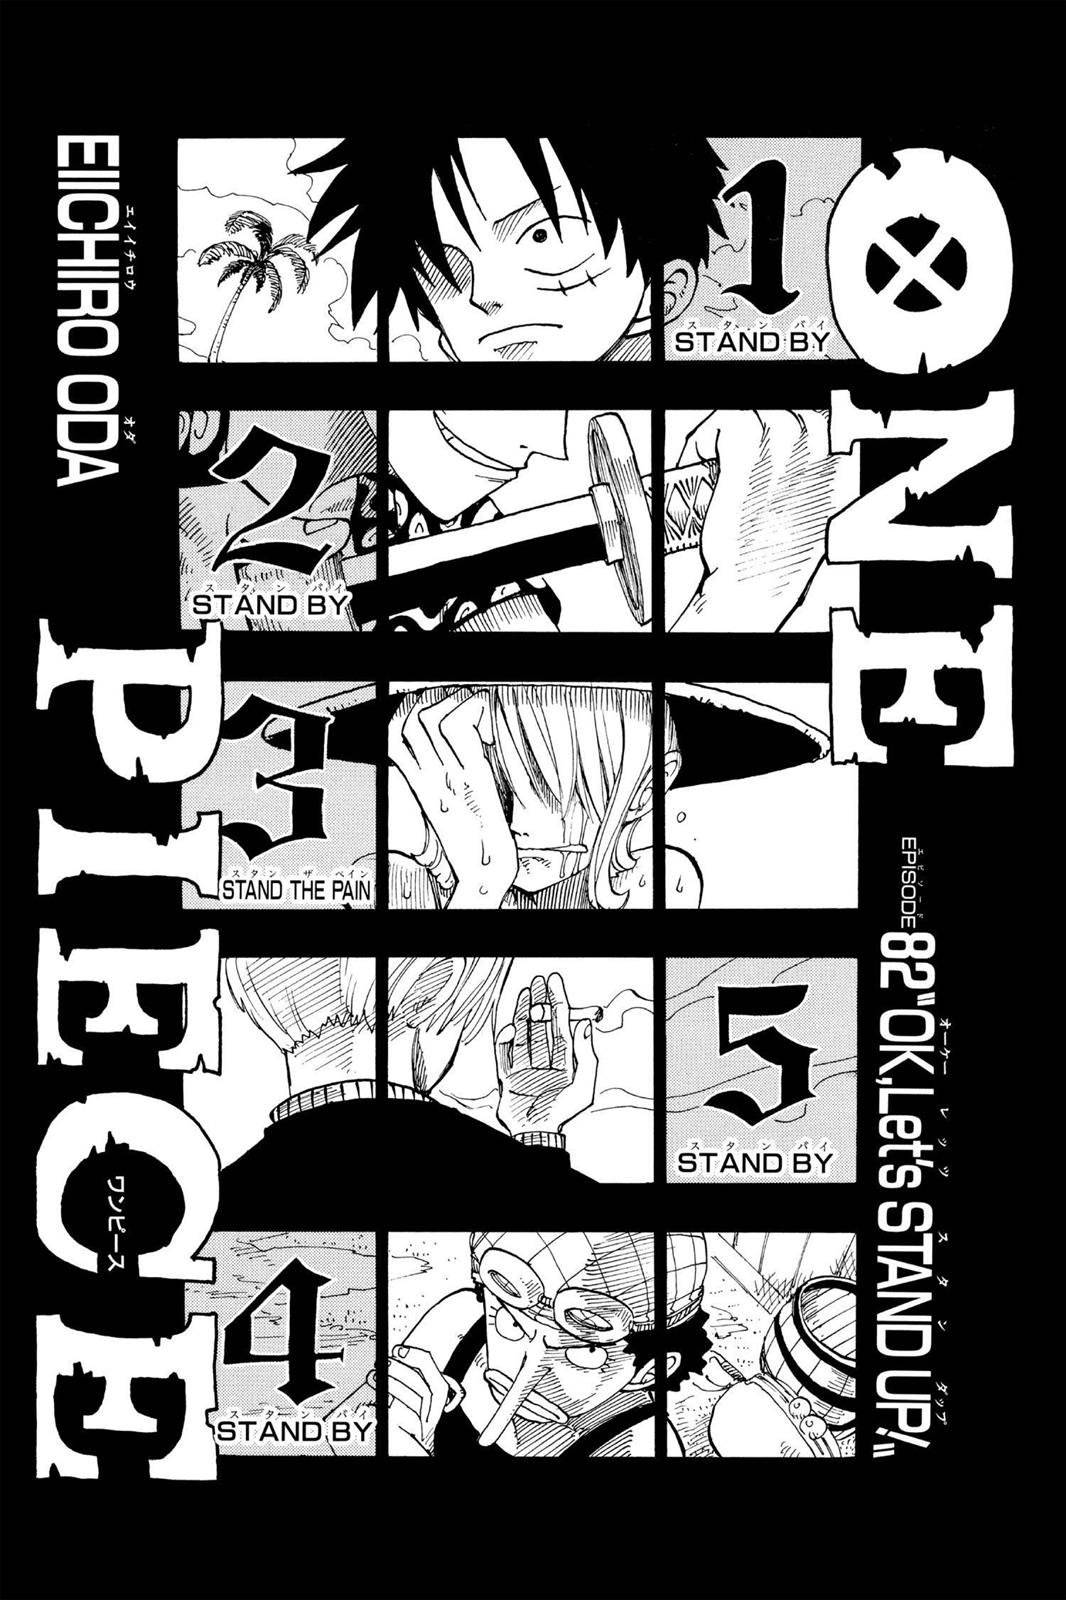 ONE
PIECE
ワンピース
エイイチロウ オダ
EIICHIRO ODA
エピソード オーケー レッツ スタンダップ
EPISODE 82 "OK, Let's STAND UP!"
1
スタンバイ
STAND BY
2
スタンバイ
STAND BY
3
スタンザペイン
STAND THE PAIN
5
スタンバイ
STAND BY
4
スタンバイ
STAND BY